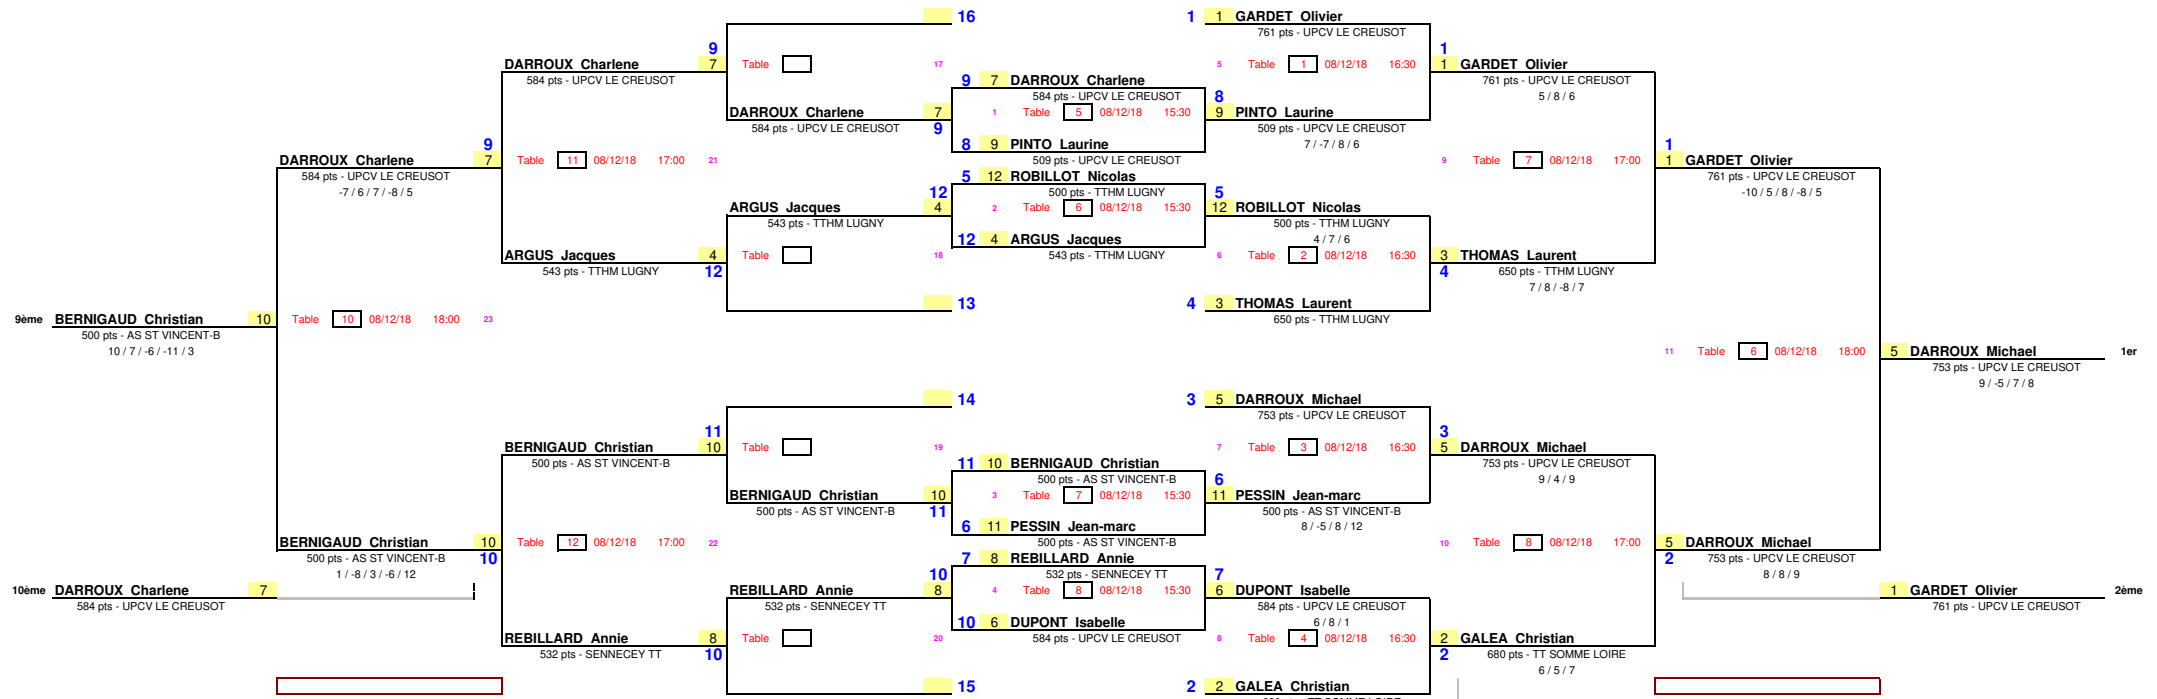 16
1 1 GARDET Olivier
761 pts - UPCV LE CREUSOT
9
DARROUX Charlene 7
584 pts - UPCV LE CREUSOT
Table 17
5 Table 1 08/12/18 16:30
1
1 GARDET Olivier
761 pts - UPCV LE CREUSOT
5 / 8 / 6
9 7 DARROUX Charlene
584 pts - UPCV LE CREUSOT
DARROUX Charlene 7
584 pts - UPCV LE CREUSOT
9
1 Table 5 08/12/18 15:30
8
9 PINTO Laurine
509 pts - UPCV LE CREUSOT
7 / -7 / 8 / 6
8 9 PINTO Laurine
509 pts - UPCV LE CREUSOT
9
DARROUX Charlene 7
584 pts - UPCV LE CREUSOT
-7 / 6 / 7 / -8 / 5
Table 11 08/12/18 17:00 21
9 Table 7 08/12/18 17:00
1
1 GARDET Olivier
761 pts - UPCV LE CREUSOT
-10 / 5 / 8 / -8 / 5
5 12 ROBILLOT Nicolas
500 pts - TTHM LUGNY
12
ARGUS Jacques 4
543 pts - TTHM LUGNY
2 Table 6 08/12/18 15:30
5
12 ROBILLOT Nicolas
500 pts - TTHM LUGNY
4 / 7 / 6
12 4 ARGUS Jacques
543 pts - TTHM LUGNY
ARGUS Jacques 4
543 pts - TTHM LUGNY
12
Table 18
6 Table 2 08/12/18 16:30
3 THOMAS Laurent
4
650 pts - TTHM LUGNY
7 / 8 / -8 / 7
13
4 3 THOMAS Laurent
650 pts - TTHM LUGNY
9ème BERNIGAUD Christian 10
500 pts - AS ST VINCENT-B
10 / 7 / -6 / -11 / 3
Table 10 08/12/18 18:00 23
11 Table 6 08/12/18 18:00
5 DARROUX Michael 1er
753 pts - UPCV LE CREUSOT
9 / -5 / 7 / 8
14
3 5 DARROUX Michael
753 pts - UPCV LE CREUSOT
11
BERNIGAUD Christian 10
500 pts - AS ST VINCENT-B
Table 19
7 Table 3 08/12/18 16:30
3
5 DARROUX Michael
753 pts - UPCV LE CREUSOT
9 / 4 / 9
11 10 BERNIGAUD Christian
500 pts - AS ST VINCENT-B
BERNIGAUD Christian 10
500 pts - AS ST VINCENT-B
11
3 Table 7 08/12/18 15:30
6
11 PESSIN Jean-marc
500 pts - AS ST VINCENT-B
8 / -5 / 8 / 12
6 11 PESSIN Jean-marc
500 pts - AS ST VINCENT-B
BERNIGAUD Christian 10
500 pts - AS ST VINCENT-B
10
1 / -8 / 3 / -6 / 12
Table 12 08/12/18 17:00 22
10 Table 8 08/12/18 17:00
5 DARROUX Michael
2
753 pts - UPCV LE CREUSOT
8 / 8 / 9
7 8 REBILLARD Annie
532 pts - SENNECEY TT
10
REBILLARD Annie 8
532 pts - SENNECEY TT
4 Table 8 08/12/18 15:30
7
6 DUPONT Isabelle
584 pts - UPCV LE CREUSOT
6 / 8 / 1
10ème DARROUX Charlene 7
584 pts - UPCV LE CREUSOT
1 GARDET Olivier 2ème
761 pts - UPCV LE CREUSOT
10 6 DUPONT Isabelle
584 pts - UPCV LE CREUSOT
REBILLARD Annie 8
532 pts - SENNECEY TT
10
Table 20
8 Table 4 08/12/18 16:30
2 GALEA Christian
2
680 pts - TT SOMME LOIRE
6 / 5 / 7
15
2 2 GALEA Christian